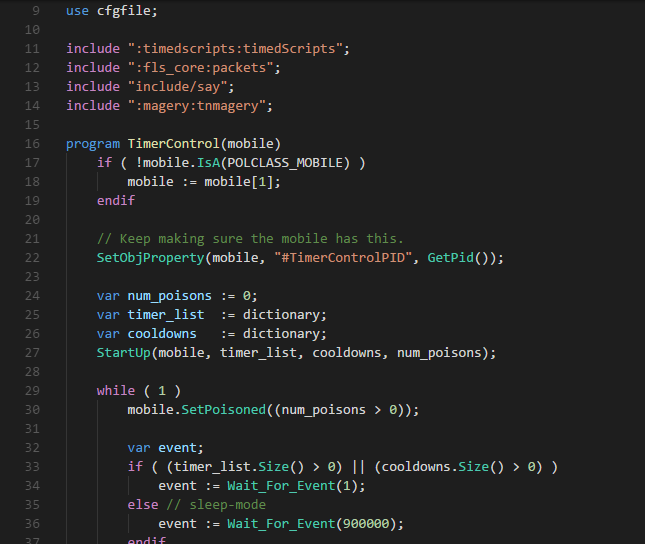 9 use cfgfile;
10
11 include ":timedscripts:timedScripts";
12 include ":fls_core:packets";
13 include "include/say";
14 include ":magery:tnmagery";
15
16 program TimerControl(mobile)
17     if ( !mobile.IsA(POLCLASS_MOBILE) )
18         mobile := mobile[1];
19     endif
20
21     // Keep making sure the mobile has this.
22     SetObjProperty(mobile, "#TimerControlPID", GetPid());
23
24     var num_poisons := 0;
25     var timer_list  := dictionary;
26     var cooldowns   := dictionary;
27     StartUp(mobile, timer_list, cooldowns, num_poisons);
28
29     while ( 1 )
30         mobile.SetPoisoned((num_poisons > 0));
31
32         var event;
33         if ( (timer_list.Size() > 0) || (cooldowns.Size() > 0) )
34             event := Wait_For_Event(1);
35         else // sleep-mode
36             event := Wait_For_Event(900000);
37         endif